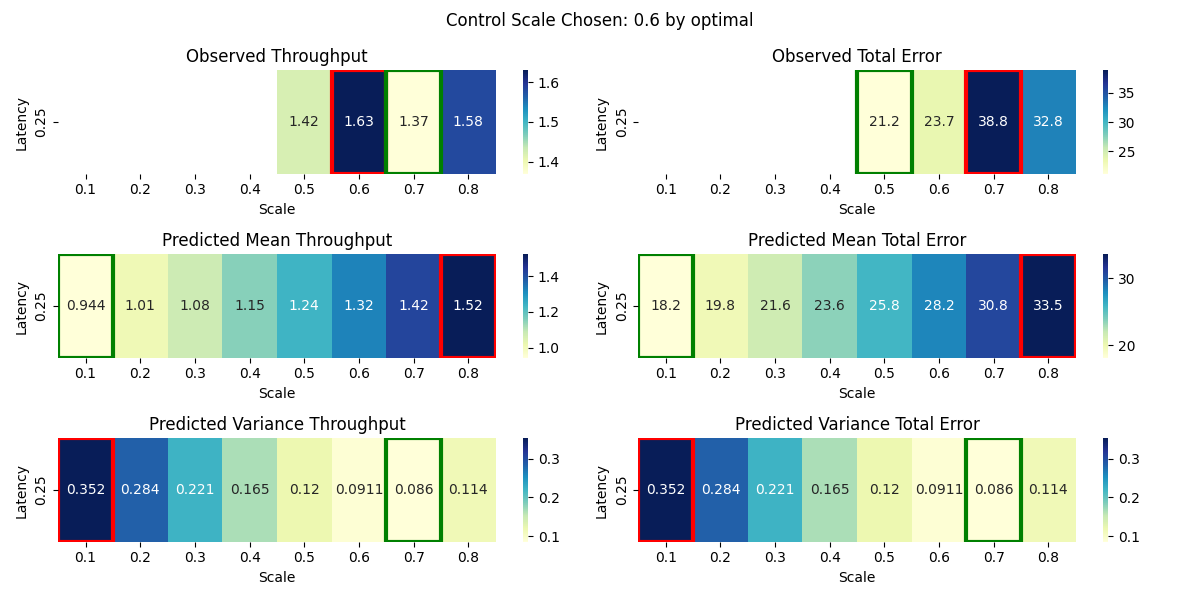 Control Scale Chosen: 0.6 by optimal
Observed Throughput
Latency
0.25
1.42 1.63 1.37 1.58
0.1 0.2 0.3 0.4 0.5 0.6 0.7 0.8
Scale
1.6
1.5
1.4
Observed Total Error
Latency
0.25
21.2 23.7 38.8 32.8
0.1 0.2 0.3 0.4 0.5 0.6 0.7 0.8
Scale
35
30
25
Predicted Mean Throughput
Latency
0.25
0.944 1.01 1.08 1.15 1.24 1.32 1.42 1.52
0.1 0.2 0.3 0.4 0.5 0.6 0.7 0.8
Scale
1.4
1.2
1.0
Predicted Mean Total Error
Latency
0.25
18.2 19.8 21.6 23.6 25.8 28.2 30.8 33.5
0.1 0.2 0.3 0.4 0.5 0.6 0.7 0.8
Scale
30
20
Predicted Variance Throughput
Latency
0.25
0.352 0.284 0.221 0.165 0.12 0.0911 0.086 0.114
0.1 0.2 0.3 0.4 0.5 0.6 0.7 0.8
Scale
0.3
0.2
0.1
Predicted Variance Total Error
Latency
0.25
0.352 0.284 0.221 0.165 0.12 0.0911 0.086 0.114
0.1 0.2 0.3 0.4 0.5 0.6 0.7 0.8
Scale
0.3
0.2
0.1